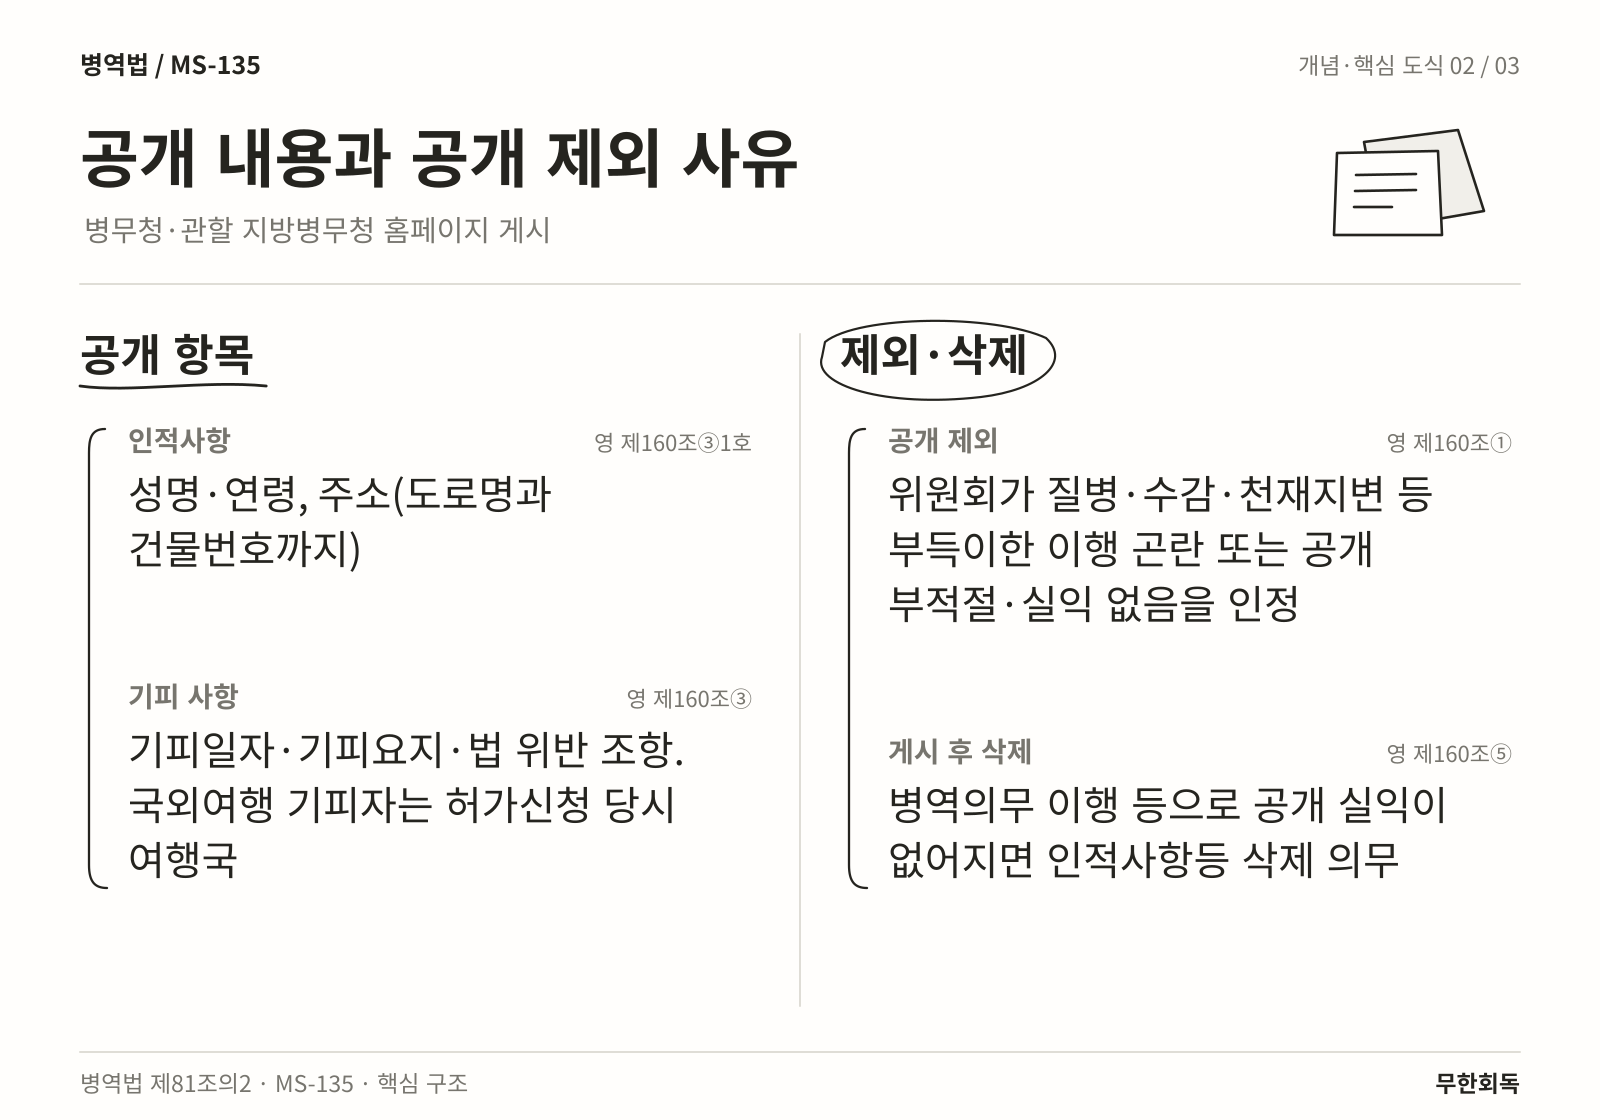 병역법 / MS-135
개념·핵심 도식 02 / 03
공개 내용과 공개 제외 사유
병무청·관할 지방병무청 홈페이지 게시
공개 항목
인적사항
영 제160조③1호
성명·연령, 주소(도로명과
건물번호까지)
기피 사항
영 제160조③
기피일자·기피요지·법 위반 조항.
국외여행 기피자는 허가신청 당시
여행국
제외·삭제
공개 제외
영 제160조①
위원회가 질병·수감·천재지변 등
부득이한 이행 곤란 또는 공개
부적절·실익 없음을 인정
게시 후 삭제
영 제160조⑤
병역의무 이행 등으로 공개 실익이
없어지면 인적사항등 삭제 의무
병역법 제81조의2 · MS-135 · 핵심 구조
무한회독